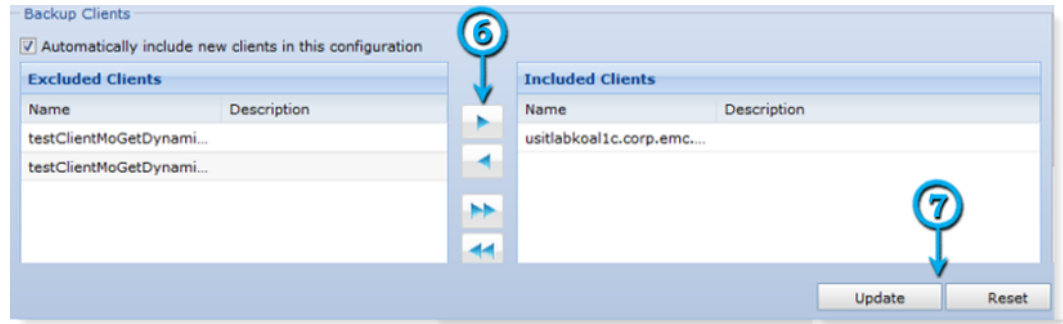 Backup Clients
Automatically include new clients in this configuration
6
Excluded Clients
Name Description
testClientMoGetDynami...
testClientMoGetDynami...
Included Clients
Name Description
usitlabkoal1c.corp.emc....
7
Update Reset